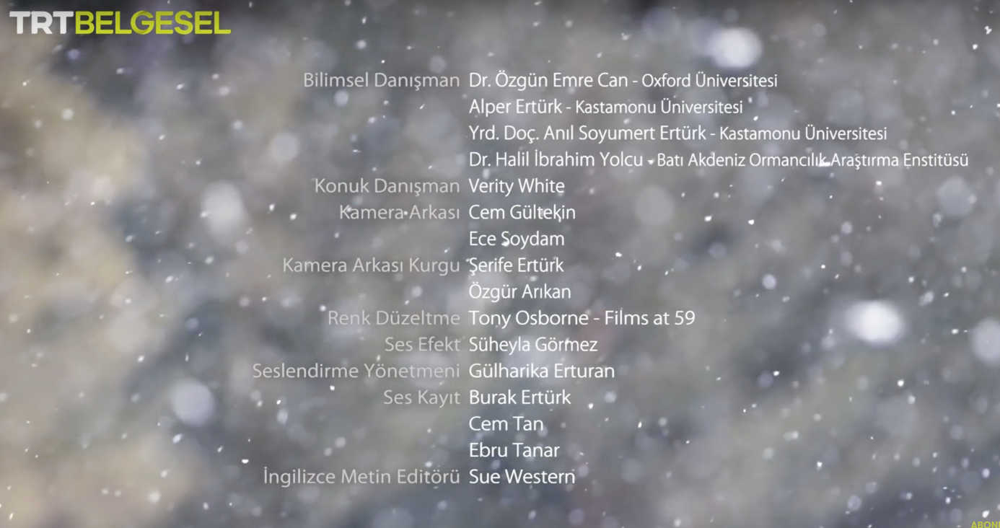 TRTBELGESEL
Bilimsel Danışman Dr. Özgün Emre Can - Oxford Üniversitesi
Alper Ertürk - Kastamonu Üniversitesi
Yrd. Doç. Anıl Soyumert Ertürk - Kastamonu Üniversitesi
Dr. Halil İbrahim Yolcu - Batı Akdeniz Ormancılık Araştırma Enstitüsü
Konuk Danışman Verity White
Kamera Arkası Cem Gültekin
Ece Soydam
Kamera Arkası Kurgu Şerife Ertürk
Özgür Arıkan
Renk Düzeltme Tony Osborne - Films at 59
Ses Efekt Süheyla Görmez
Seslendirme Yönetmeni Gülharika Erturan
Ses Kayıt Burak Ertürk
Cem Tan
Ebru Tanar
İngilizce Metin Editörü Sue Western